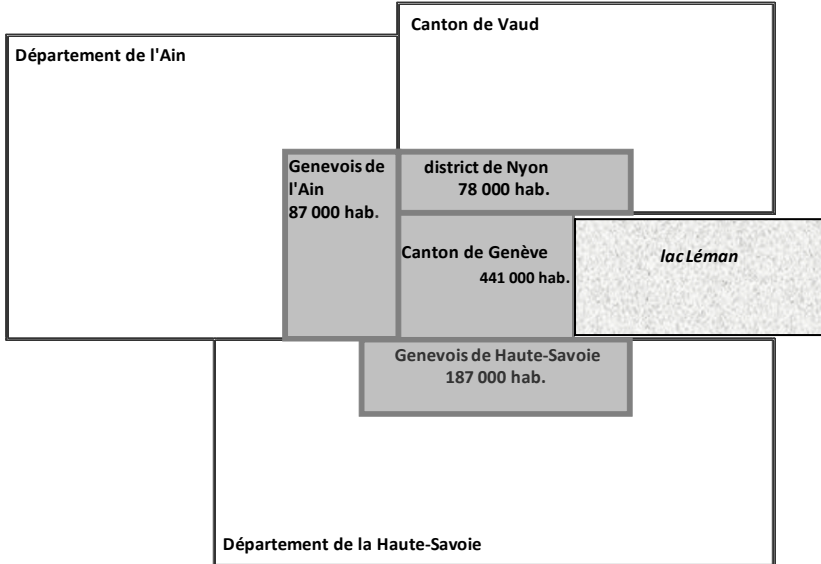 Canton de Vaud
Département de l'Ain
Genevois de
l'Ain
87 000 hab.
district de Nyon
78 000 hab.
Canton de Genève
441 000 hab.
lac Léman
Genevois de Haute-Savoie
187 000 hab.
Département de la Haute-Savoie